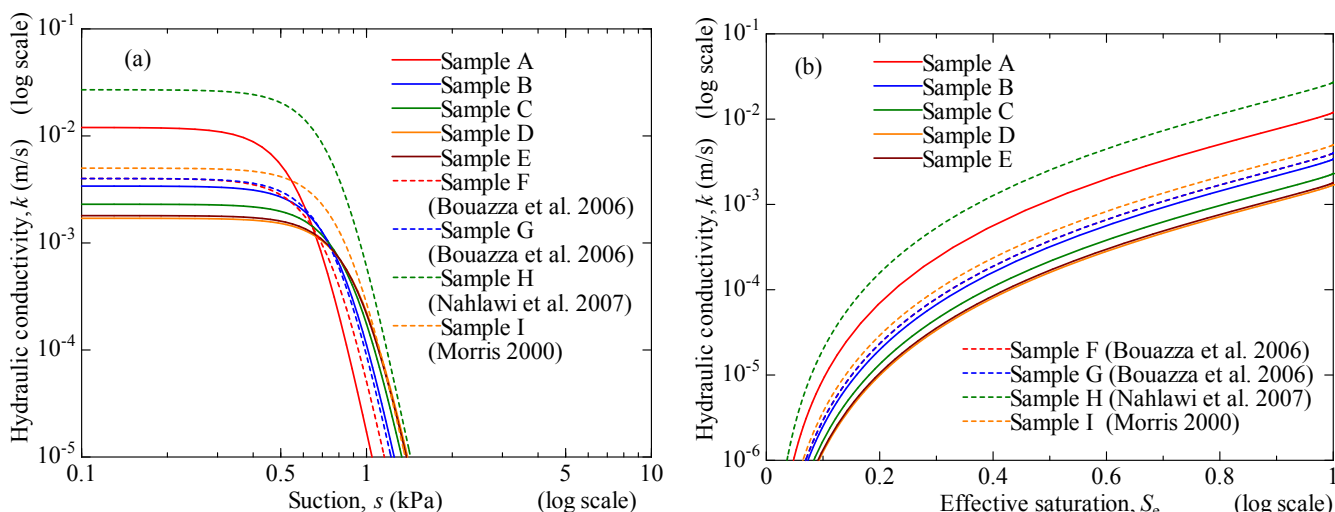 Hydraulic conductivity, k (m/s) (log scale)
10-1
10-2
10-3
10-4
10-5
(a)
Sample A
Sample B
Sample C
Sample D
Sample E
Sample F
(Bouazza et al. 2006)
Sample G
(Bouazza et al. 2006)
Sample H
(Nahlawi et al. 2007)
Sample I
(Morris 2000)
0.1 0.5 1 5 10
Suction, s (kPa) (log scale)
Hydraulic conductivity, k (m/s) (log scale)
10-1
10-2
10-3
10-4
10-5
10-6
(b)
Sample A
Sample B
Sample C
Sample D
Sample E
Sample F (Bouazza et al. 2006)
Sample G (Bouazza et al. 2006)
Sample H (Nahlawi et al. 2007)
Sample I (Morris 2000)
0 0.2 0.4 0.6 0.8 1
Effective saturation, Se (log scale)